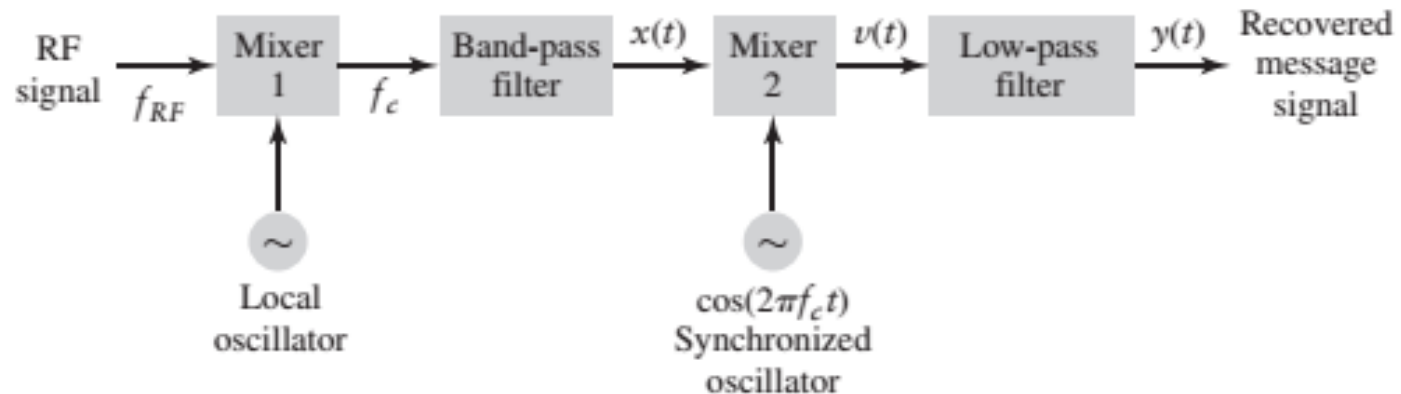 RF
signal
f_RF
Mixer
1
f_c
Band-pass
filter
x(t)
Mixer
2
v(t)
Low-pass
filter
y(t)
Recovered
message
signal
~
Local
oscillator
~
cos(2πf_ct)
Synchronized
oscillator